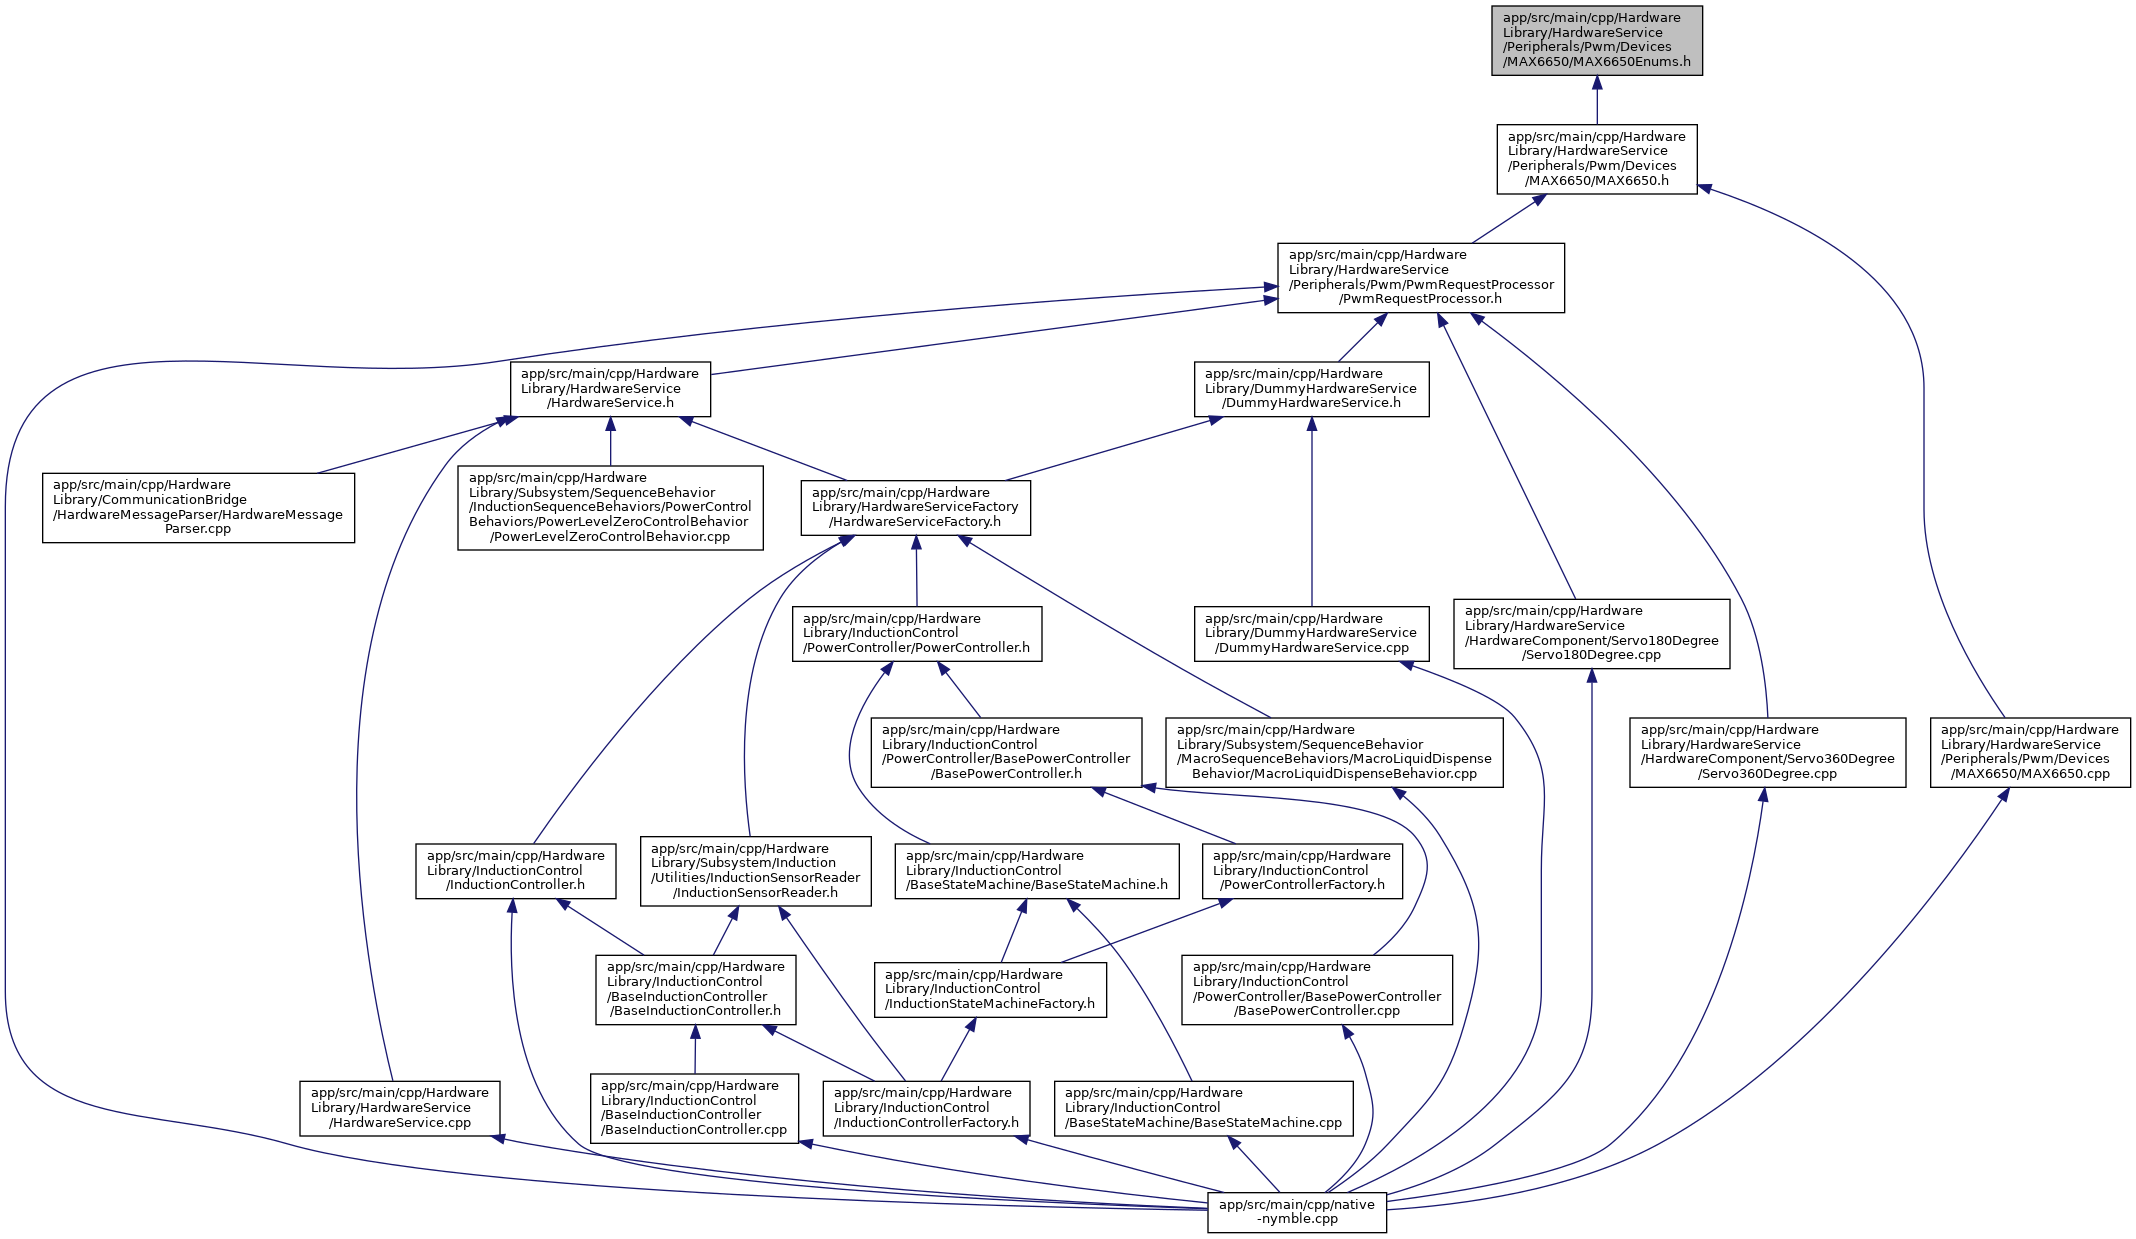 app/src/main/cpp/Hardware
Library/HardwareService
/Peripherals/Pwm/Devices
/MAX6650/MAX6650Enums.h
app/src/main/cpp/Hardware
Library/HardwareService
/Peripherals/Pwm/Devices
/MAX6650/MAX6650.h
app/src/main/cpp/Hardware
Library/HardwareService
/Peripherals/Pwm/PwmRequestProcessor
/PwmRequestProcessor.h
app/src/main/cpp/Hardware
Library/HardwareService
/HardwareService.h
app/src/main/cpp/Hardware
Library/DummyHardwareService
/DummyHardwareService.h
app/src/main/cpp/Hardware
Library/CommunicationBridge
/HardwareMessageParser/HardwareMessage
Parser.cpp
app/src/main/cpp/Hardware
Library/Subsystem/SequenceBehavior
/InductionSequenceBehaviors/PowerControl
Behaviors/PowerLevelZeroControlBehavior
/PowerLevelZeroControlBehavior.cpp
app/src/main/cpp/Hardware
Library/HardwareServiceFactory
/HardwareServiceFactory.h
app/src/main/cpp/Hardware
Library/InductionControl
/PowerController/PowerController.h
app/src/main/cpp/Hardware
Library/DummyHardwareService
/DummyHardwareService.cpp
app/src/main/cpp/Hardware
Library/HardwareService
/HardwareComponent/Servo180Degree
/Servo180Degree.cpp
app/src/main/cpp/Hardware
Library/InductionControl
/PowerController/BasePowerController
/BasePowerController.h
app/src/main/cpp/Hardware
Library/Subsystem/SequenceBehavior
/MacroSequenceBehaviors/MacroLiquidDispense
Behavior/MacroLiquidDispenseBehavior.cpp
app/src/main/cpp/Hardware
Library/HardwareService
/HardwareComponent/Servo360Degree
/Servo360Degree.cpp
app/src/main/cpp/Hardware
Library/HardwareService
/Peripherals/Pwm/Devices
/MAX6650/MAX6650.cpp
app/src/main/cpp/Hardware
Library/InductionControl
/InductionController.h
app/src/main/cpp/Hardware
Library/Subsystem/Induction
/Utilities/InductionSensorReader
/InductionSensorReader.h
app/src/main/cpp/Hardware
Library/InductionControl
/BaseStateMachine/BaseStateMachine.h
app/src/main/cpp/Hardware
Library/InductionControl
/PowerControllerFactory.h
app/src/main/cpp/Hardware
Library/InductionControl
/BaseInductionController
/BaseInductionController.h
app/src/main/cpp/Hardware
Library/InductionControl
/InductionStateMachineFactory.h
app/src/main/cpp/Hardware
Library/InductionControl
/PowerController/BasePowerController
/BasePowerController.cpp
app/src/main/cpp/Hardware
Library/HardwareService
/HardwareService.cpp
app/src/main/cpp/Hardware
Library/InductionControl
/BaseInductionController
/BaseInductionController.cpp
app/src/main/cpp/Hardware
Library/InductionControl
/InductionControllerFactory.h
app/src/main/cpp/Hardware
Library/InductionControl
/BaseStateMachine/BaseStateMachine.cpp
app/src/main/cpp/native
-nymble.cpp